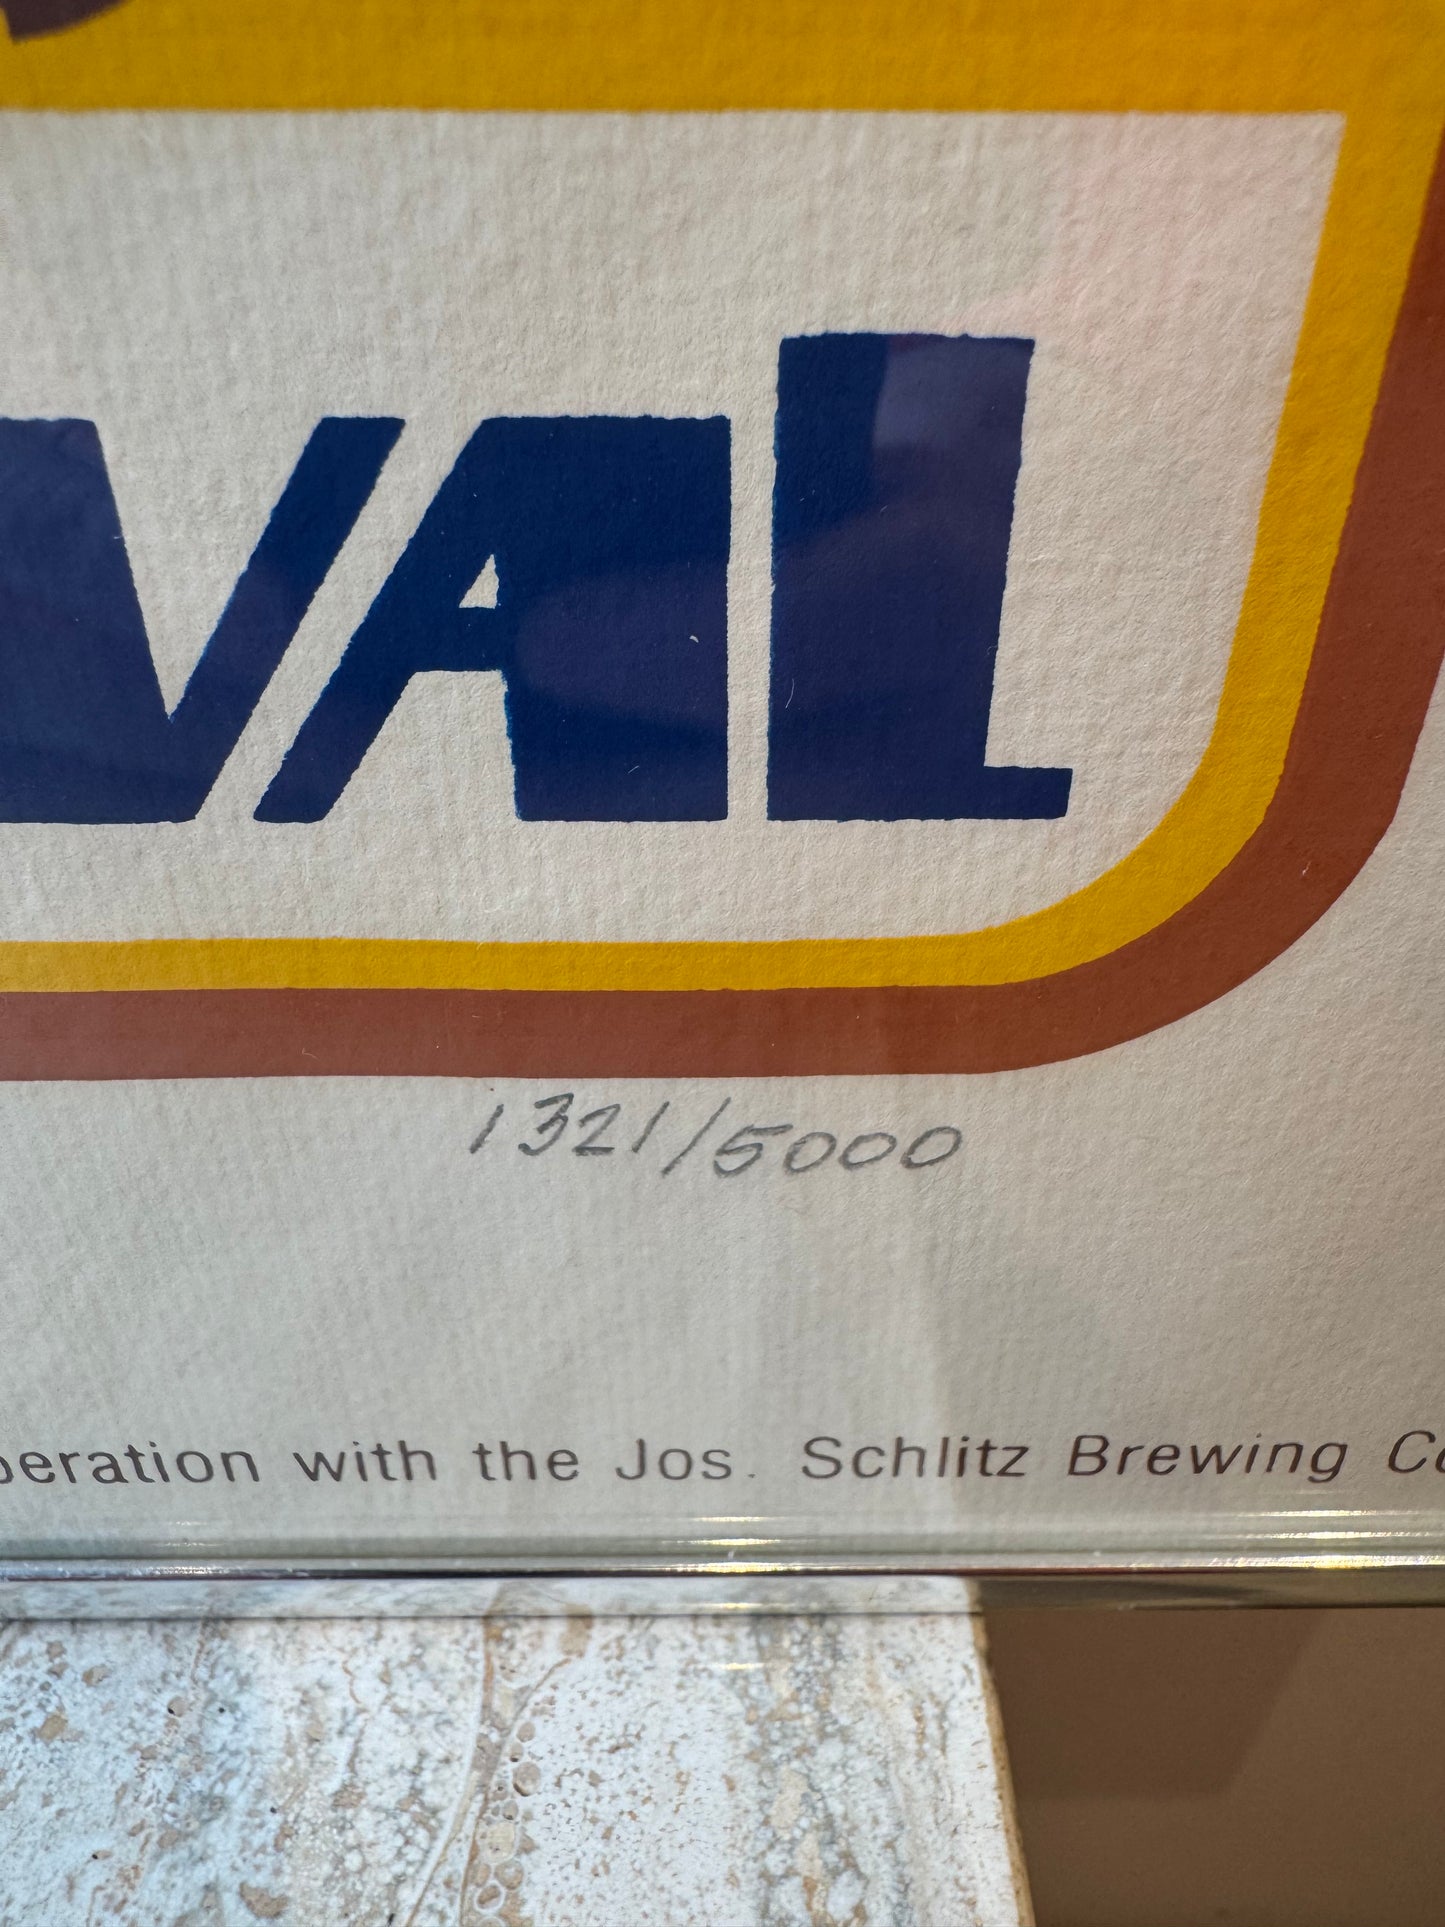 VAL
1321/5000
peration with the Jos. Schlitz Brewing Co